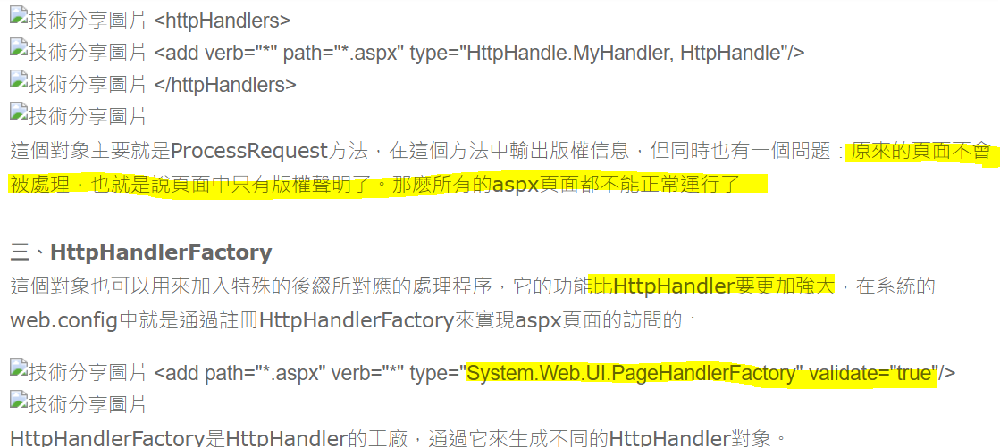 技術分享圖片 <httpHandlers>
技術分享圖片 <add verb="*" path="*.aspx" type="HttpHandle.MyHandler, HttpHandle"/>
技術分享圖片 </httpHandlers>
技術分享圖片
這個對象主要就是ProcessRequest方法，在這個方法中輸出版權信息，但同時也有一個問題：原來的頁面不會
被處理，也就是說頁面中只有版權聲明了。那麽所有的aspx頁面都不能正常運行了
三、HttpHandlerFactory
這個對象也可以用來加入特殊的後綴所對應的處理程序，它的功能比HttpHandler要更加強大，在系統的
web.config中就是通過註冊HttpHandlerFactory來實現aspx頁面的訪問的：
技術分享圖片 <add path="*.aspx" verb="*" type="System.Web.UI.PageHandlerFactory" validate="true"/>
技術分享圖片
HttpHandlerFactory是HttpHandler的工廠，通過它來生成不同的HttpHandler對象。